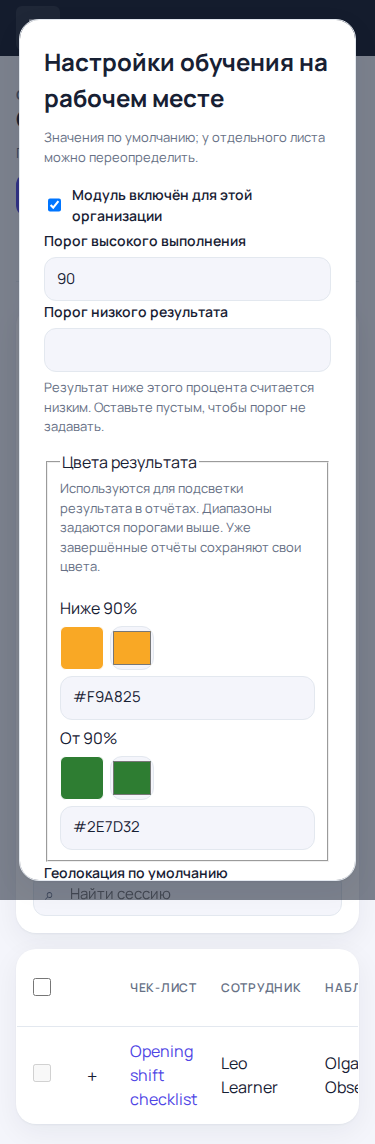 Настройки обучения на
рабочем месте
Значения по умолчанию; у отдельного листа
можно переопределить.
Модуль включён для этой
организации
Порог высокого выполнения
90
Порог низкого результата
Результат ниже этого процента считается
низким. Оставьте пустым, чтобы порог не
задавать.
Цвета результата
Используются для подсветки
результата в отчётах. Диапазоны
задаются порогами выше. Уже
завершённые отчёты сохраняют свои
цвета.
Ниже 90%
#F9A825
От 90%
#2E7D32
Геолокация по умолчанию
Найти сессию
ЧЕК-ЛИСТ СОТРУДНИК НАБЛ
+ Opening shift checklist
Leo Learner
Olga Obse